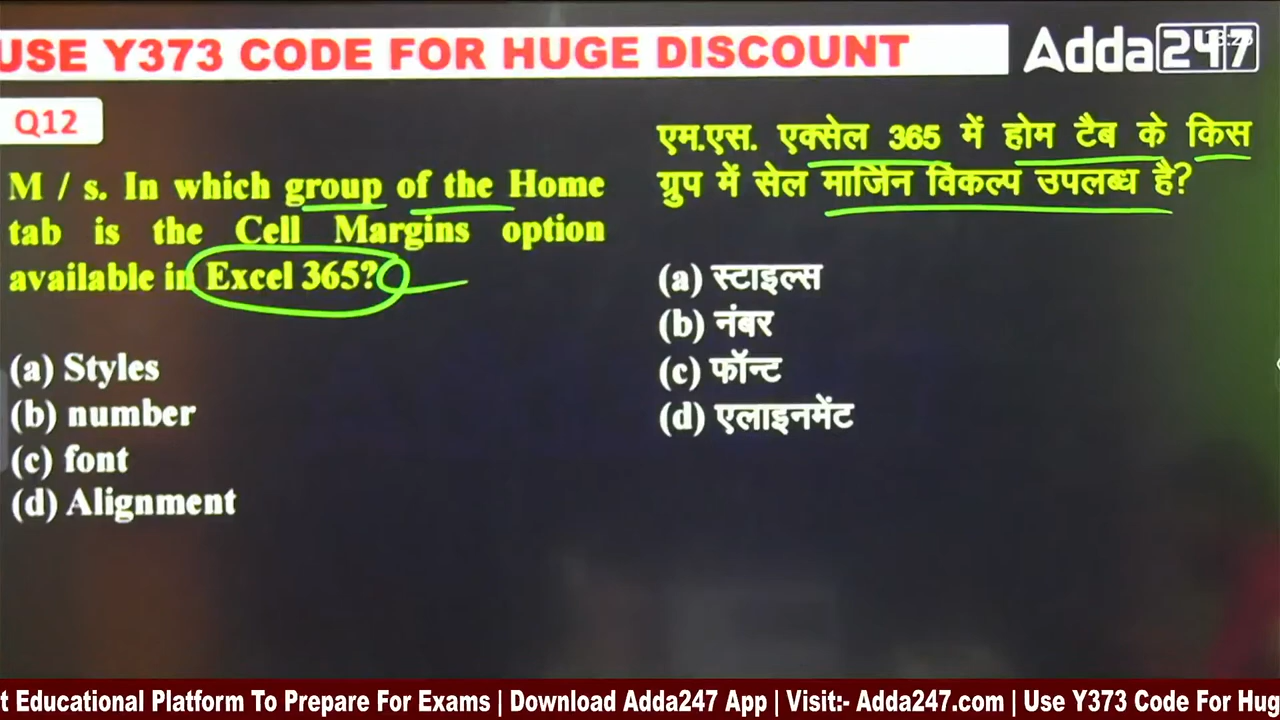 USE Y373 CODE FOR HUGE DISCOUNT
Adda247
Q12
M / s. In which group of the Home
tab is the Cell Margins option
available in Excel 365?
(a) Styles
(b) number
(c) font
(d) Alignment
एम.एस. एक्सेल 365 में होम टैब के किस
ग्रुप में सेल मार्जिन विकल्प उपलब्ध है?
(a) स्टाइल्स
(b) नंबर
(c) फॉन्ट
(d) एलाइनमेंट
t Educational Platform To Prepare For Exams | Download Adda247 App | Visit:- Adda247.com | Use Y373 Code For Hug